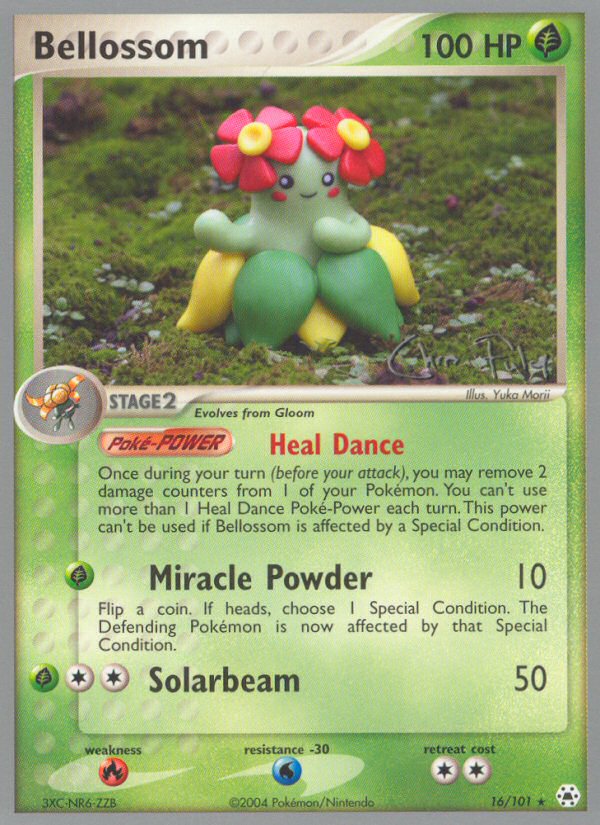 Bellossom
100 HP
Illus. Yuka Morii
STAGE2
Evolves from Gloom
Poké-POWER
Heal Dance
Once during your turn (before your attack), you may remove 2
damage counters from 1 of your Pokémon. You can't use
more than 1 Heal Dance Poké-Power each turn. This power
can't be used if Bellossom is affected by a Special Condition.
Miracle Powder 10
Flip a coin. If heads, choose 1 Special Condition. The
Defending Pokémon is now affected by that Special
Condition.
Solarbeam 50
weakness
resistance -30
retreat cost
3XC-NR6-ZZB
©2004 Pokémon/Nintendo
16/101 ★